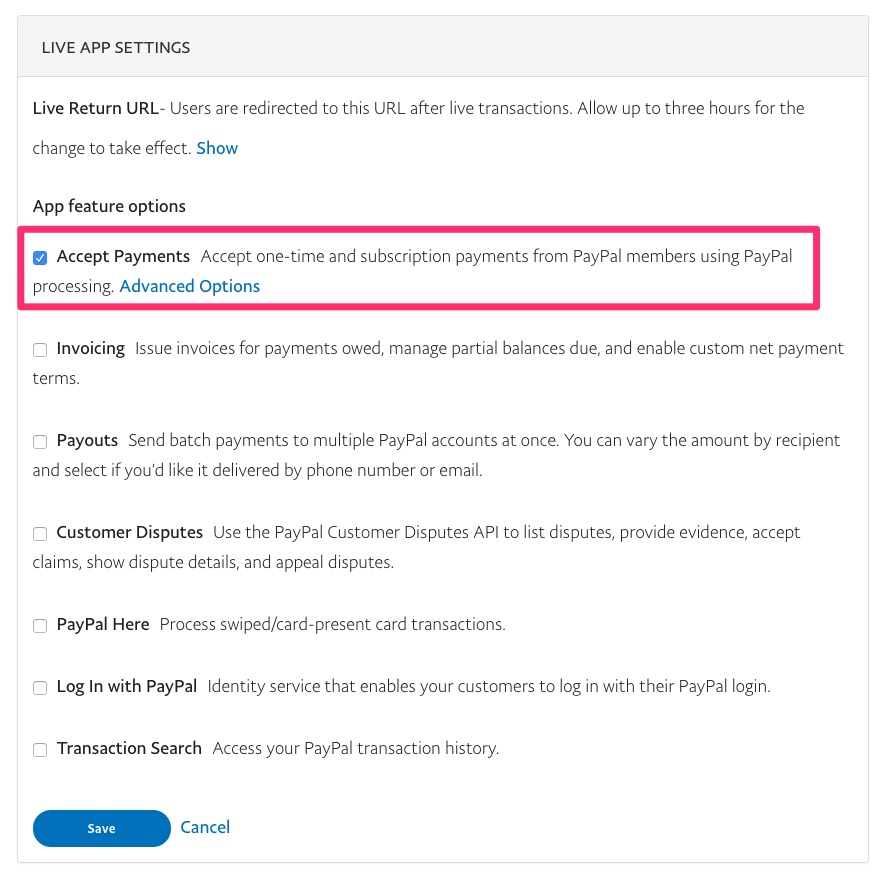 LIVE APP SETTINGS
Live Return URL- Users are redirected to this URL after live transactions. Allow up to three hours for the
change to take effect. Show
App feature options
Accept Payments Accept one-time and subscription payments from PayPal members using PayPal
processing. Advanced Options
Invoicing Issue invoices for payments owed, manage partial balances due, and enable custom net payment
terms.
Payouts Send batch payments to multiple PayPal accounts at once. You can vary the amount by recipient
and select if you’d like it delivered by phone number or email.
Customer Disputes Use the PayPal Customer Disputes API to list disputes, provide evidence, accept
claims, show dispute details, and appeal disputes.
PayPal Here Process swiped/card-present card transactions.
Log In with PayPal Identity service that enables your customers to log in with their PayPal login.
Transaction Search Access your PayPal transaction history.
Save Cancel